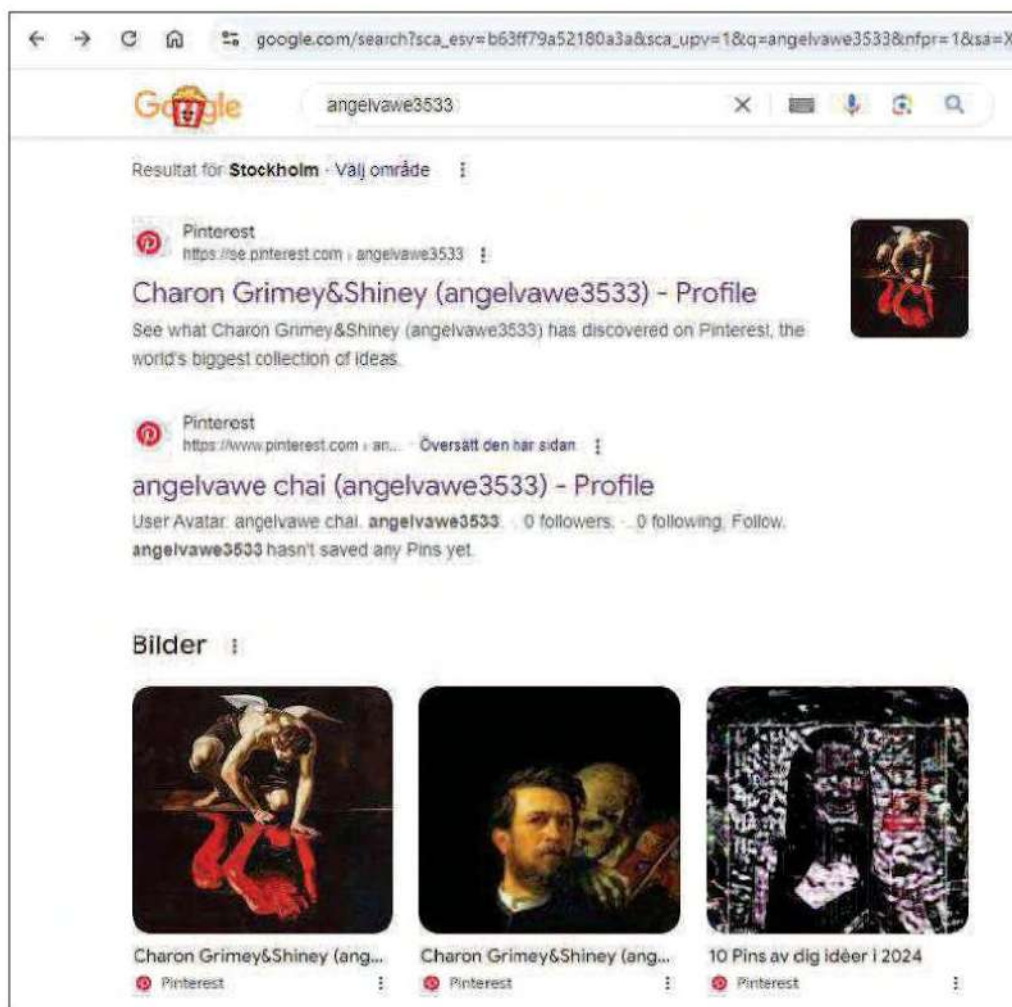 google.com/search?sca_esv=b63ff79a52180a3a&sca_upv=1&q=angelvawe3533&nfpr=1&sa=X
Google
angelvawe3533
Resultat för Stockholm · Välj område
Pinterest
https://se.pinterest.com › angelvawe3533
Charon Grimey&Shiney (angelvawe3533) - Profile
See what Charon Grimey&Shiney (angelvawe3533) has discovered on Pinterest, the
world's biggest collection of ideas.
Pinterest
https://www.pinterest.com › an... · Översätt den här sidan
angelvawe chai (angelvawe3533) - Profile
User Avatar. angelvawe chai. angelvawe3533. · 0 followers. · 0 following. Follow.
angelvawe3533 hasn't saved any Pins yet.
Bilder
Charon Grimey&Shiney (ang...
Pinterest
Charon Grimey&Shiney (ang...
Pinterest
10 Pins av dig idéer i 2024
Pinterest